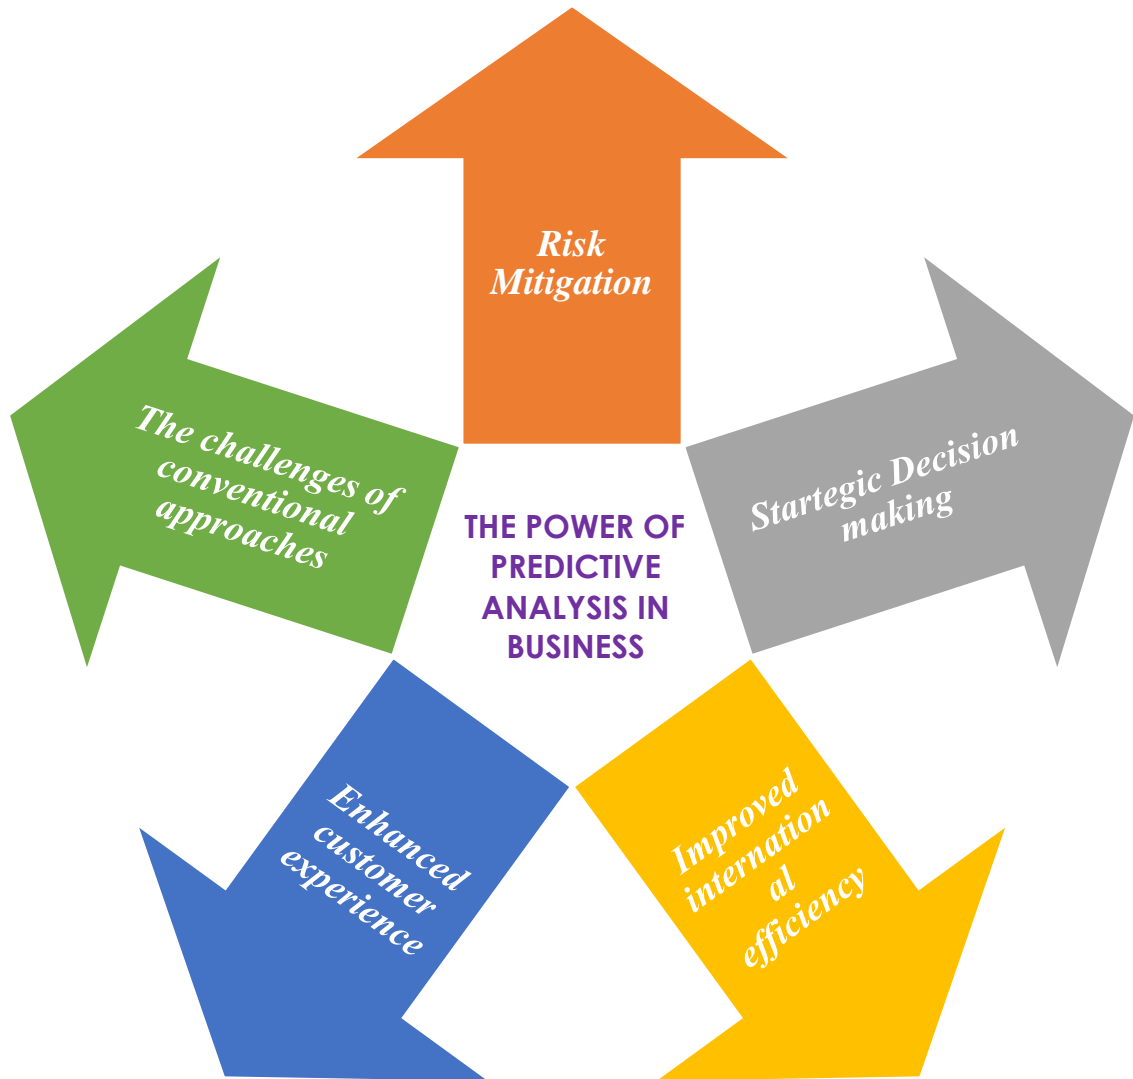 Risk
Mitigation
Startegic Decision
making
Improved
internation
al
efficiency
Enhanced
customer
experience
The challenges of
conventional
approaches
THE POWER OF
PREDICTIVE
ANALYSIS IN
BUSINESS